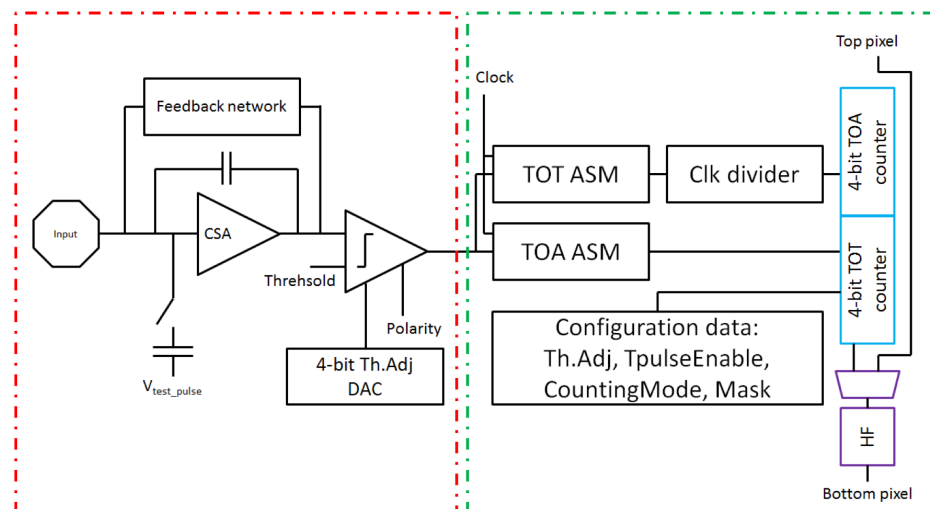 Top pixel
Clock
Feedback network
TOT ASM
Clk divider
4-bit TOA
counter
Input
CSA
TOA ASM
4-bit TOT
counter
Threhsold
Polarity
Configuration data:
Th.Adj, TpulseEnable,
CountingMode, Mask
4-bit Th.Adj
DAC
Vtest_pulse
HF
Bottom pixel